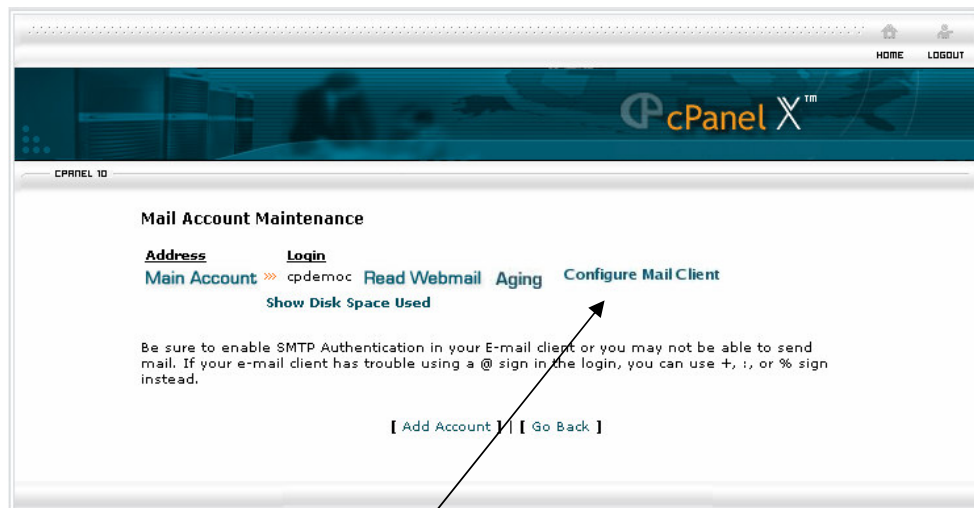 HOME LOGOUT
cPanel X™
CPANEL 10
Mail Account Maintenance
Address Login
Main Account »» cpdemoc Read Webmail Aging Configure Mail Client
Show Disk Space Used
Be sure to enable SMTP Authentication in your E-mail client or you may not be able to send
mail. If your e-mail client has trouble using a @ sign in the login, you can use +, :, or % sign
instead.
[ Add Account ] | [ Go Back ]